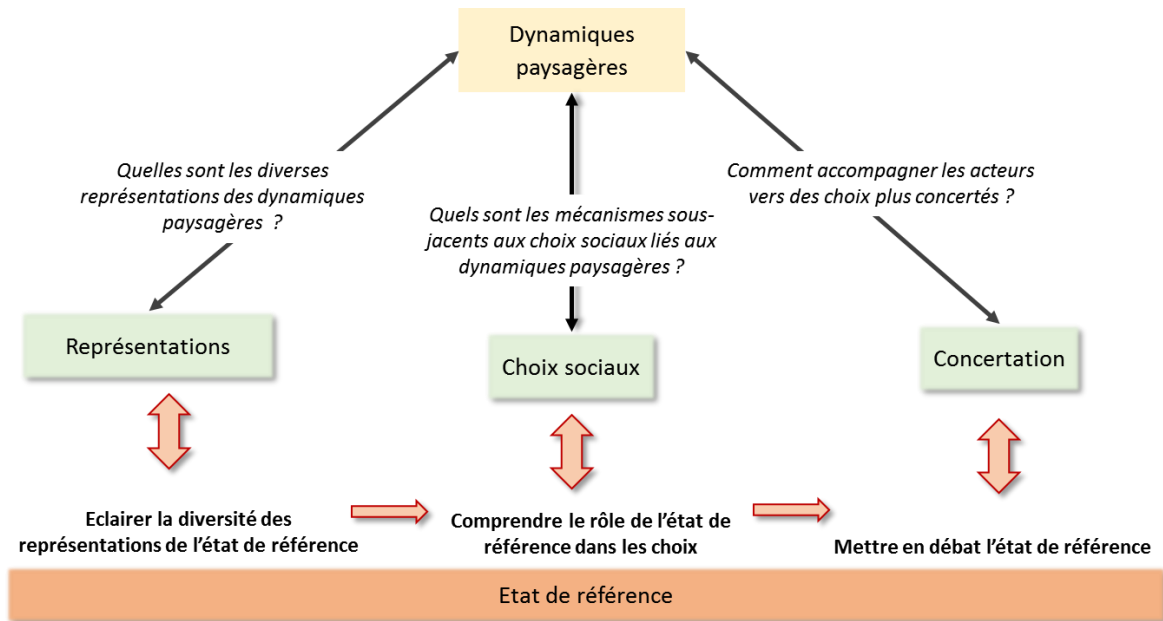 Dynamiques
paysagères
Quelles sont les diverses
représentations des dynamiques
paysagères  ?
Comment accompagner les acteurs
vers des choix plus concertés ?
Quels sont les mécanismes sous-
jacents aux choix sociaux liés aux
dynamiques paysagères ?
Représentations
Choix sociaux
Concertation
Eclairer la diversité des
représentations de l’état de référence
Comprendre le rôle de l’état de
référence dans les choix
Mettre en débat l’état de référence
Etat de référence